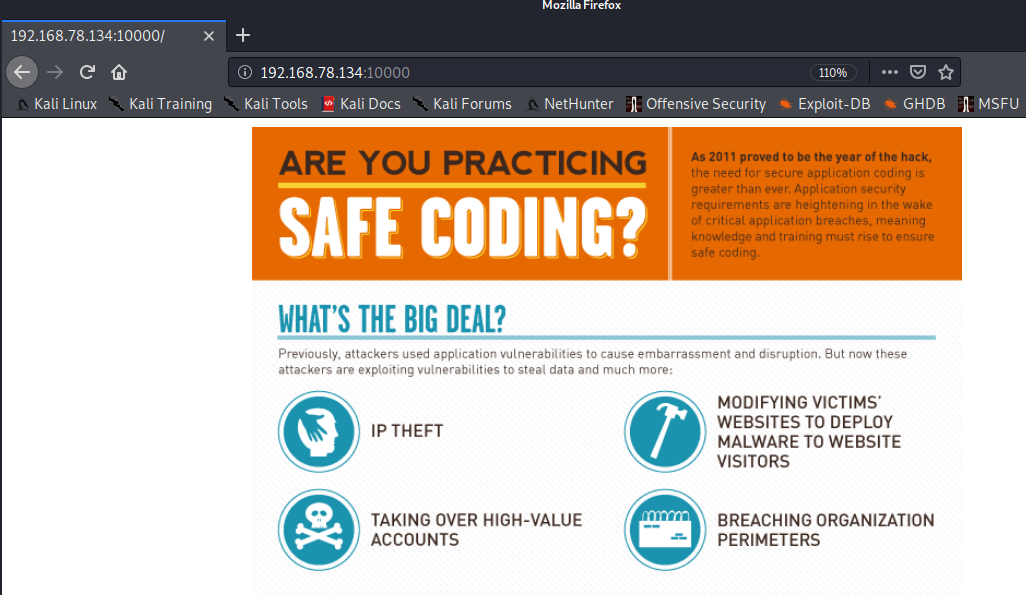 Mozilla Firefox
192.168.78.134:10000/
192.168.78.134:10000
110%
Kali Linux
Kali Training
Kali Tools
Kali Docs
Kali Forums
NetHunter
Offensive Security
Exploit-DB
GHDB
MSFU
ARE YOU PRACTICING
SAFE CODING?
As 2011 proved to be the year of the hack,
the need for secure application coding is
greater than ever. Application security
requirements are heightening in the wake
of critical application breaches, meaning
knowledge and training must rise to ensure
safe coding.
WHAT'S THE BIG DEAL?
Previously, attackers used application vulnerabilities to cause embarrassment and disruption. But now these
attackers are exploiting vulnerabilities to steal data and much more:
IP THEFT
MODIFYING VICTIMS'
WEBSITES TO DEPLOY
MALWARE TO WEBSITE
VISITORS
TAKING OVER HIGH-VALUE
ACCOUNTS
BREACHING ORGANIZATION
PERIMETERS